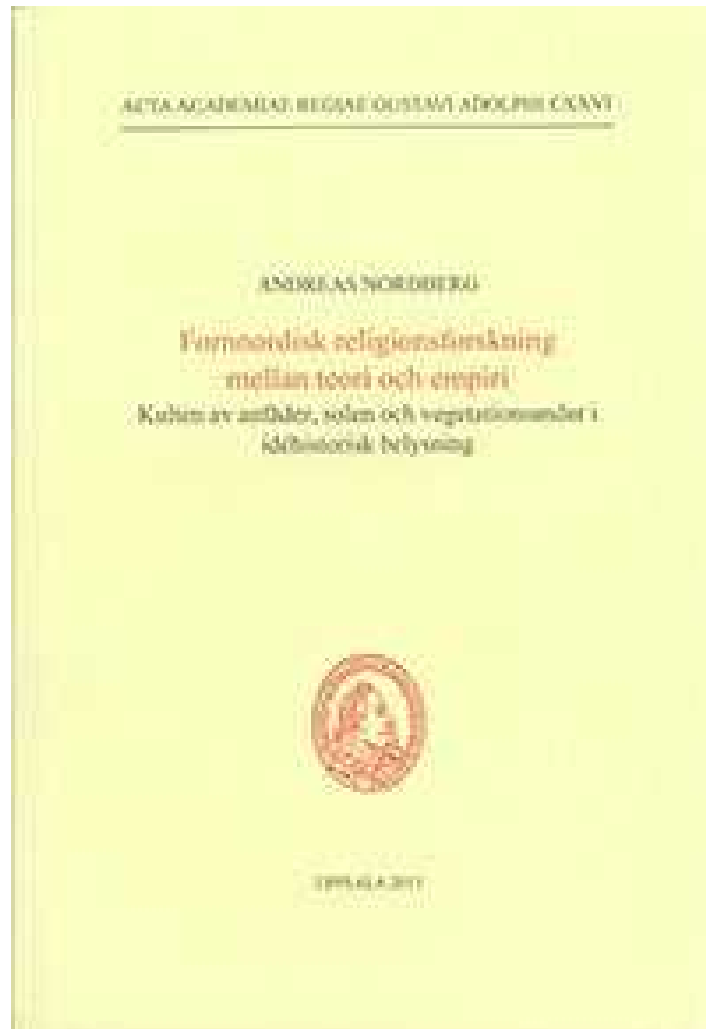 ACTA ACADEMIAE REGIAE GUSTAVI ADOLPHI CXXVI
ANDREAS NORDBERG
Fornnordisk religionsforskning
mellan teori och empiri
Kulten av anfäder, solen och vegetationsandar i
idéhistorisk belysning
UPPSALA 2013